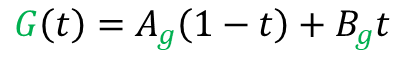 G(t) = A_g(1 − t) + B_g t